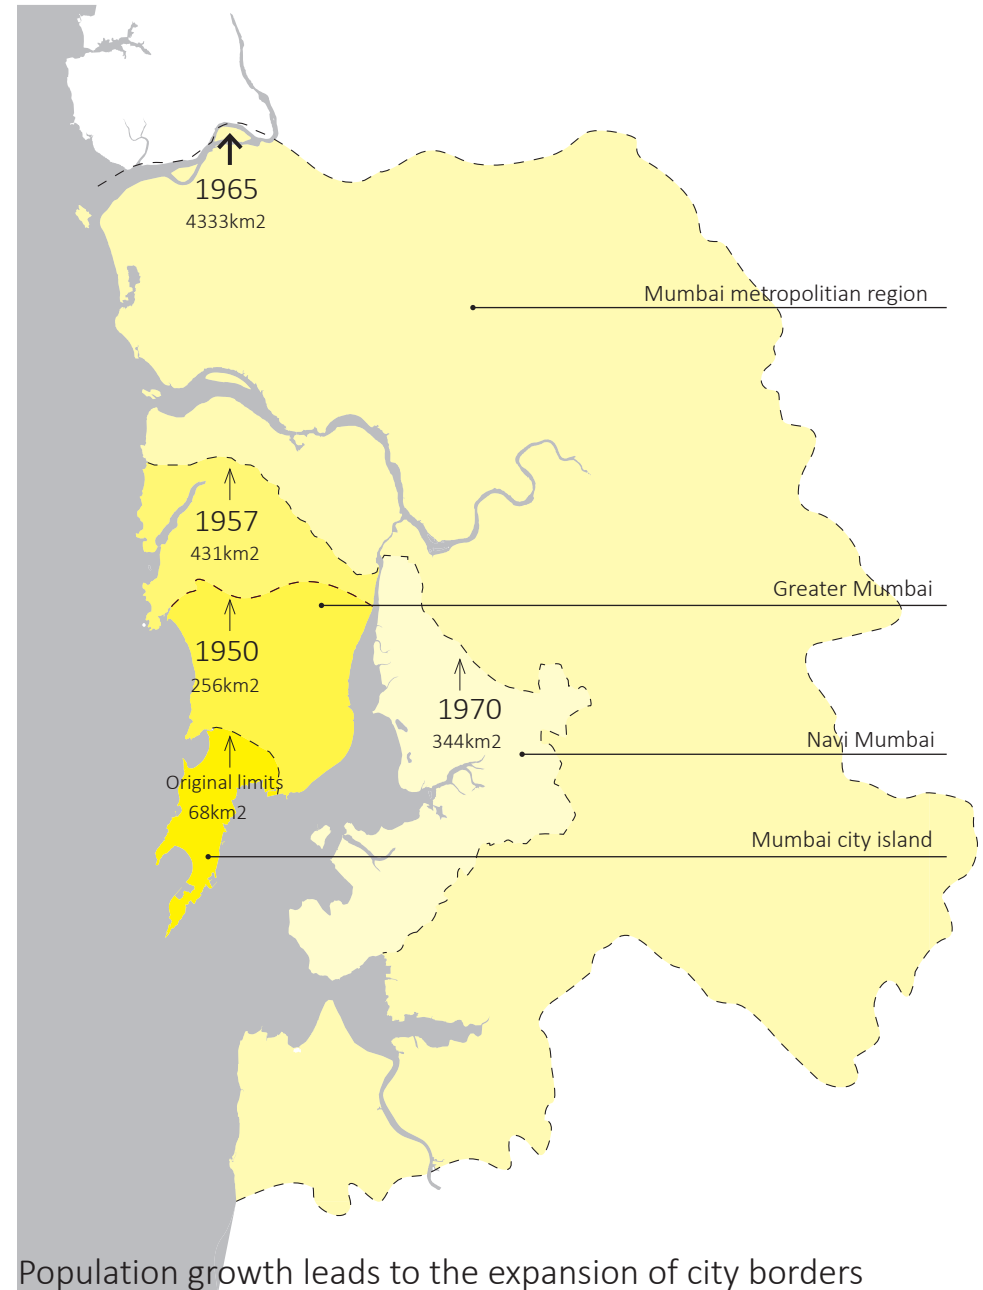 1965
4333km2
Mumbai metropolitian region
1957
431km2
Greater Mumbai
1950
256km2
1970
344km2
Navi Mumbai
Original limits
68km2
Mumbai city island
Population growth leads to the expansion of city borders